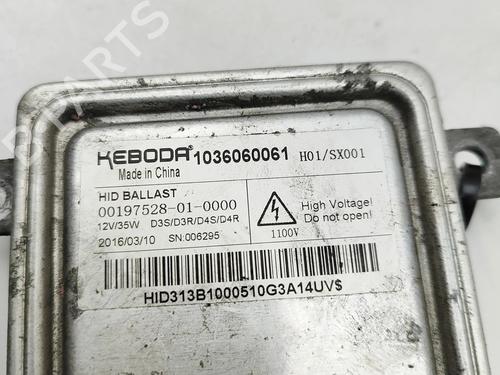 KEBODA 1036060061 H01/SX001
Made in China
HID BALLAST
00197528-01-0000
12V/35W D3S/D3R/D4S/D4R
2016/03/10 SN:006295
High Voltage!
Do not open!
1100V
HID313B1000510G3A14UV$
PARTS